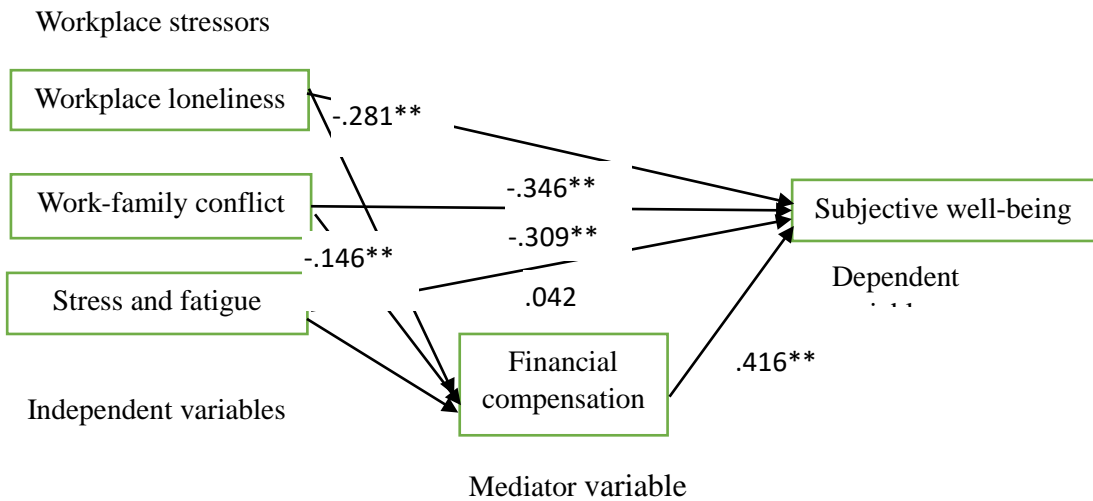 Workplace stressors
Workplace loneliness
-.281**
Work-family conflict
-.346**
Subjective well-being
-.309**
-.146**
Stress and fatigue
.042
Dependent
Financial
compensation
.416**
Independent variables
Mediator variable